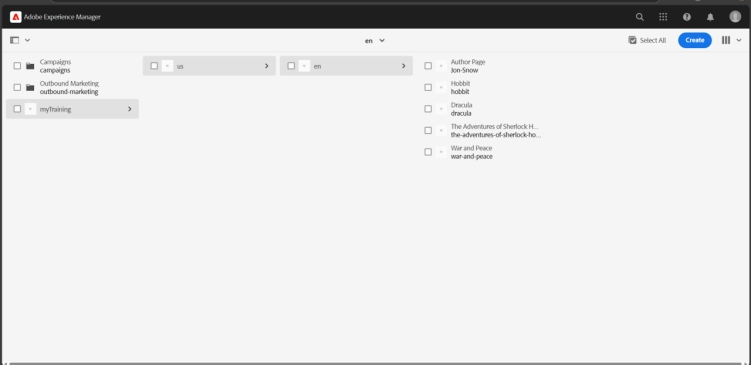 Adobe Experience Manager
en
Select All
Create
Campaigns
campaigns
Outbound Marketing
outbound-marketing
myTraining
us
en
Author Page
Jon-Snow
Hobbit
hobbit
Dracula
dracula
The Adventures of Sherlock H...
the-adventures-of-sherlock-ho...
War and Peace
war-and-peace